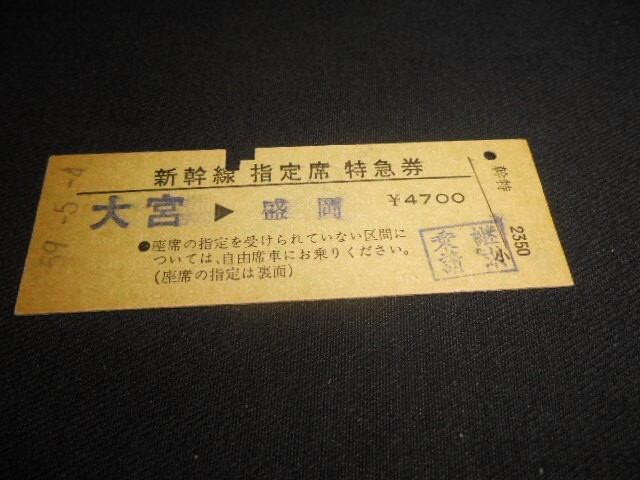 59.-5.-4
新幹線 指定席 特急券
大宮 ▶ 盛岡 ¥4700
●座席の指定を受けられていない区間に
ついては、自由席車にお乗りください。
(座席の指定は裏面)
幹特
2350